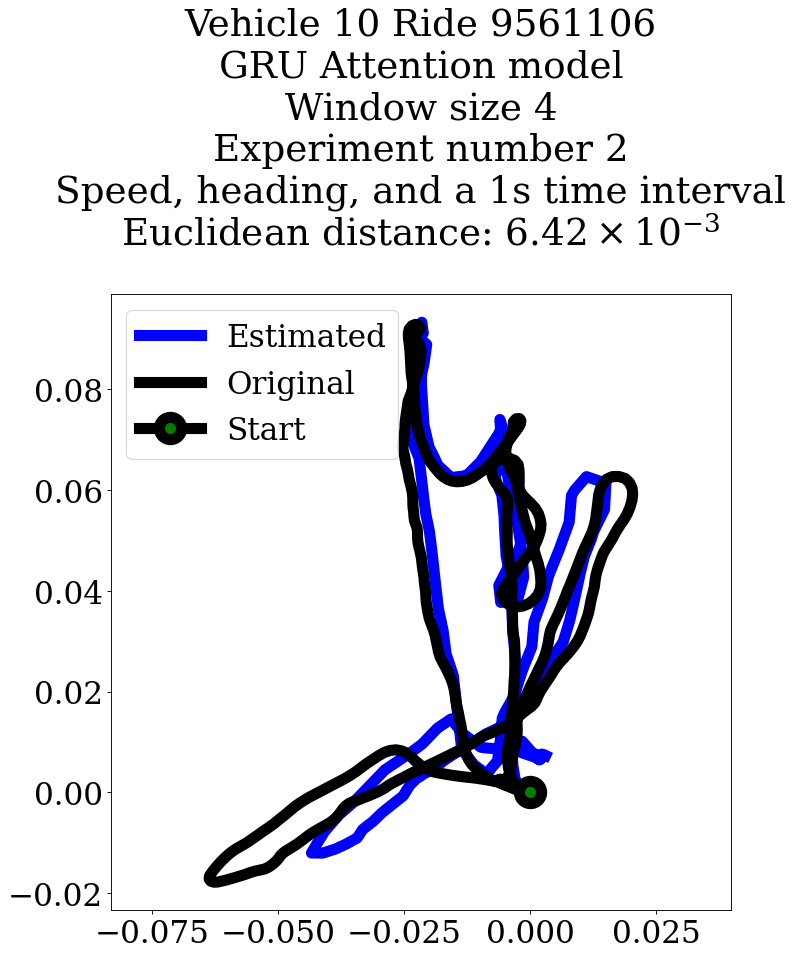 Vehicle 10 Ride 9561106
GRU Attention model
Window size 4
Experiment number 2
Speed, heading, and a 1s time interval
Euclidean distance: 6.42 × 10⁻³
Estimated
Original
Start
0.08
0.06
0.04
0.02
0.00
−0.02
−0.075 −0.050 −0.025 0.000 0.025